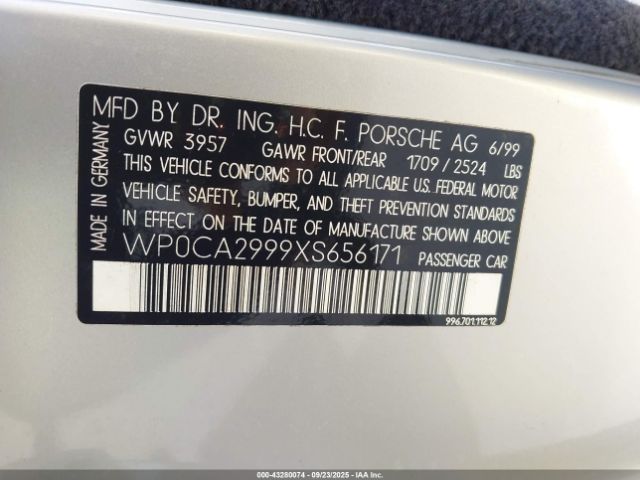 MFD BY DR. ING. H.C. F. PORSCHE AG 6/99
GVWR 3957 GAWR FRONT/REAR 1709 / 2524 LBS
THIS VEHICLE CONFORMS TO ALL APPLICABLE U.S. FEDERAL MOTOR
VEHICLE SAFETY, BUMPER, AND THEFT PREVENTION STANDARDS
IN EFFECT ON THE DATE OF MANUFACTURE SHOWN ABOVE.
WP0CA2999XS656171 PASSENGER CAR
MADE IN GERMANY
996.701.112.12
000-43280074 | 09/23/2025 | IAAI.COM